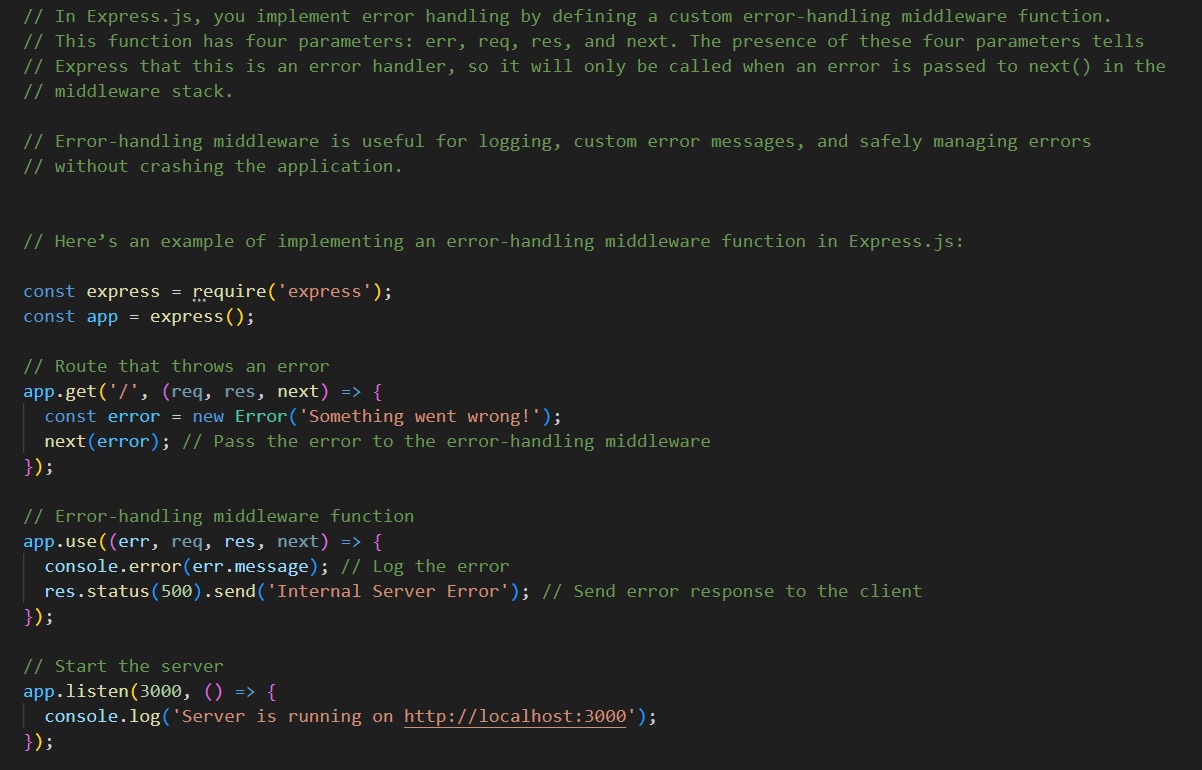 // In Express.js, you implement error handling by defining a custom error-handling middleware function.
// This function has four parameters: err, req, res, and next. The presence of these four parameters tells
// Express that this is an error handler, so it will only be called when an error is passed to next() in the
// middleware stack.
// Error-handling middleware is useful for logging, custom error messages, and safely managing errors
// without crashing the application.
// Here’s an example of implementing an error-handling middleware function in Express.js:
const express = require('express');
const app = express();
// Route that throws an error
app.get('/', (req, res, next) => {
  const error = new Error('Something went wrong!');
  next(error); // Pass the error to the error-handling middleware
});
// Error-handling middleware function
app.use((err, req, res, next) => {
  console.error(err.message); // Log the error
  res.status(500).send('Internal Server Error'); // Send error response to the client
});
// Start the server
app.listen(3000, () => {
  console.log('Server is running on http://localhost:3000');
});